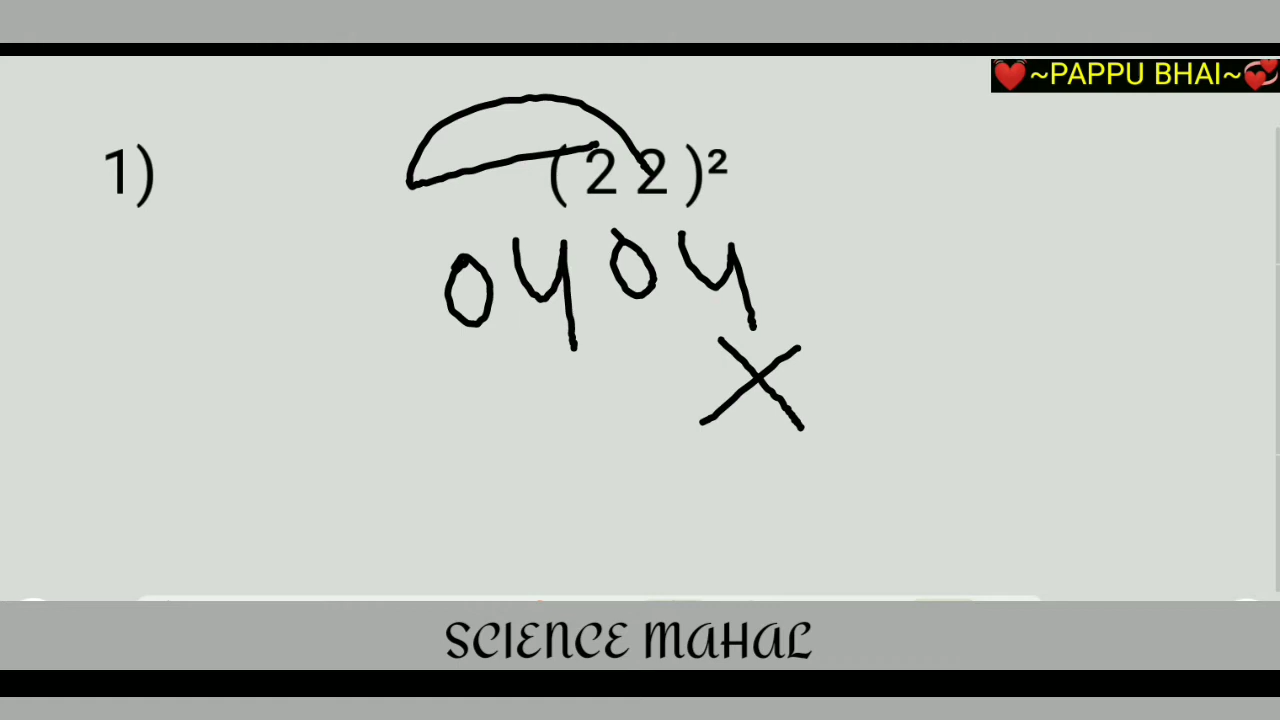 ❤️~PAPPU BHAI~💞
1) (22)²
0404
X
SCIENCE MAHAL